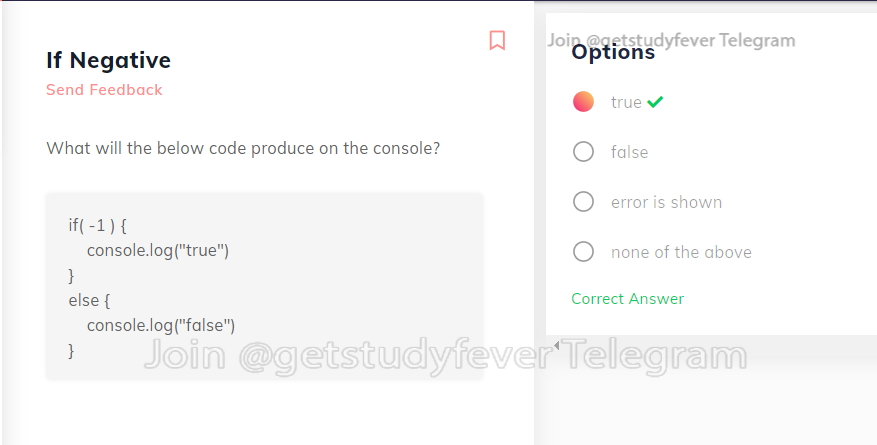 If Negative
Send Feedback
What will the below code produce on the console?
if( -1 ) {
console.log("true")
}
else {
console.log("false")
}
Join @getstudyfever Telegram
Join @getstudyfever Telegram
Options
true
false
error is shown
none of the above
Correct Answer